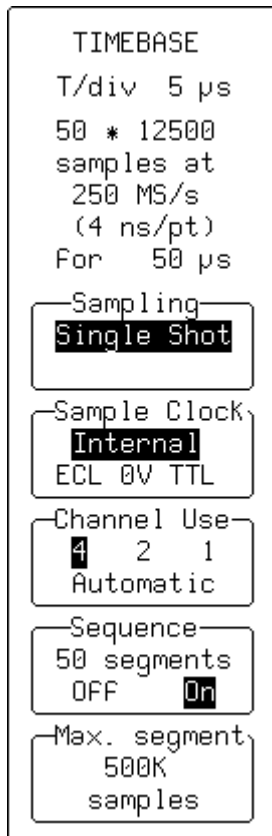 TIMEBASE
T/div 5 µs
50 * 12500
samples at
250 MS/s
(4 ns/pt)
For 50 µs
Sampling
Single Shot
Sample Clock
Internal
ECL 0V TTL
Channel Use
4 2 1
Automatic
Sequence
50 segments
OFF On
Max. segment
500K
samples